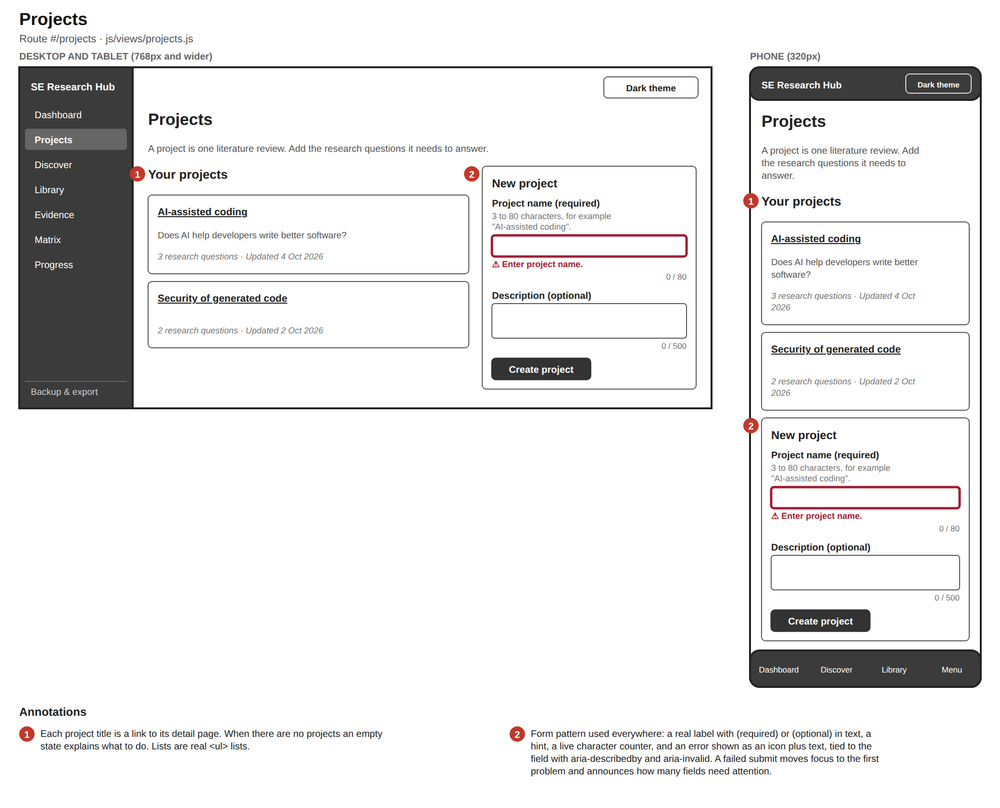 Projects
Route #/projects · js/views/projects.js
DESKTOP AND TABLET (768px and wider)
SE Research Hub
Dashboard
Projects
Discover
Library
Evidence
Matrix
Progress
Backup & export
Dark theme
Projects
A project is one literature review. Add the research questions it needs to answer.
1
Your projects
AI-assisted coding
Does AI help developers write better software?
3 research questions · Updated 4 Oct 2026
Security of generated code
2 research questions · Updated 2 Oct 2026
2
New project
Project name (required)
3 to 80 characters, for example
"AI-assisted coding".
⚠ Enter project name.
0 / 80
Description (optional)
0 / 500
Create project
PHONE (320px)
SE Research Hub
Dark theme
Projects
A project is one literature review. Add
the research questions it needs to
answer.
1
Your projects
AI-assisted coding
Does AI help developers write better
software?
3 research questions · Updated 4 Oct
2026
Security of generated code
2 research questions · Updated 2 Oct
2026
2
New project
Project name (required)
3 to 80 characters, for example
"AI-assisted coding".
⚠ Enter project name.
0 / 80
Description (optional)
0 / 500
Create project
Dashboard
Discover
Library
Menu
Annotations
1
Each project title is a link to its detail page. When there are no projects an empty
state explains what to do. Lists are real <ul> lists.
2
Form pattern used everywhere: a real label with (required) or (optional) in text, a
hint, a live character counter, and an error shown as an icon plus text, tied to the
field with aria-describedby and aria-invalid. A failed submit moves focus to the first
problem and announces how many fields need attention.